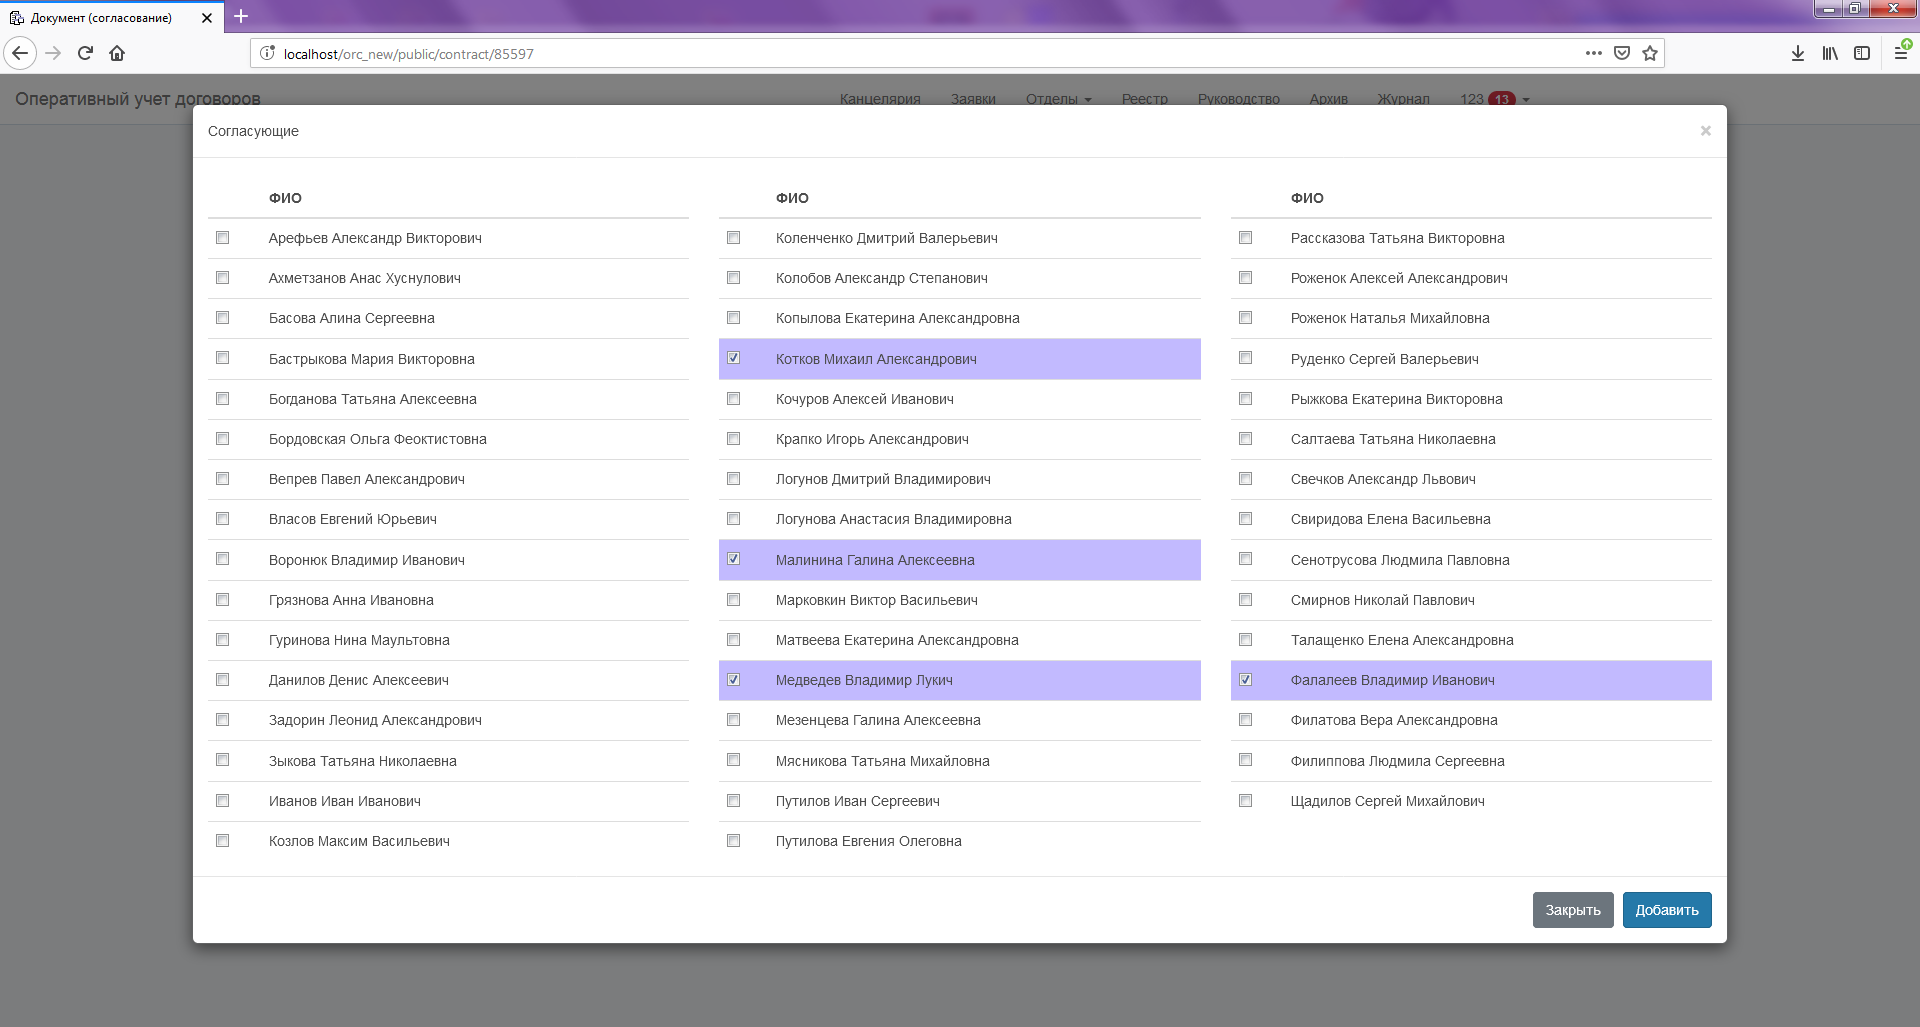 Документ (согласование)
localhost/orc_new/public/contract/85597
Оперативный учет договоров
Канцелярия Заявки Отделы Реестр Руководство Архив Журнал 123 13
Согласующие
ФИО
Арефьев Александр Викторович
Ахметзанов Анас Хуснулович
Басова Алина Сергеевна
Бастрыкова Мария Викторовна
Богданова Татьяна Алексеевна
Бордовская Ольга Феоктистовна
Вепрев Павел Александрович
Власов Евгений Юрьевич
Воронюк Владимир Иванович
Грязнова Анна Ивановна
Гуринова Нина Маультовна
Данилов Денис Алексеевич
Задорин Леонид Александрович
Зыкова Татьяна Николаевна
Иванов Иван Иванович
Козлов Максим Васильевич
ФИО
Коленченко Дмитрий Валерьевич
Колобов Александр Степанович
Копылова Екатерина Александровна
Котков Михаил Александрович
Кочуров Алексей Иванович
Крапко Игорь Александрович
Логунов Дмитрий Владимирович
Логунова Анастасия Владимировна
Малинина Галина Алексеевна
Марковкин Виктор Васильевич
Матвеева Екатерина Александровна
Медведев Владимир Лукич
Мезенцева Галина Алексеевна
Мясникова Татьяна Михайловна
Путилов Иван Сергеевич
Путилова Евгения Олеговна
ФИО
Рассказова Татьяна Викторовна
Роженок Алексей Александрович
Роженок Наталья Михайловна
Руденко Сергей Валерьевич
Рыжкова Екатерина Викторовна
Салтаева Татьяна Николаевна
Свечков Александр Львович
Свиридова Елена Васильевна
Сенотрусова Людмила Павловна
Смирнов Николай Павлович
Талащенко Елена Александровна
Фалалеев Владимир Иванович
Филатова Вера Александровна
Филиппова Людмила Сергеевна
Щадилов Сергей Михайлович
Закрыть Добавить